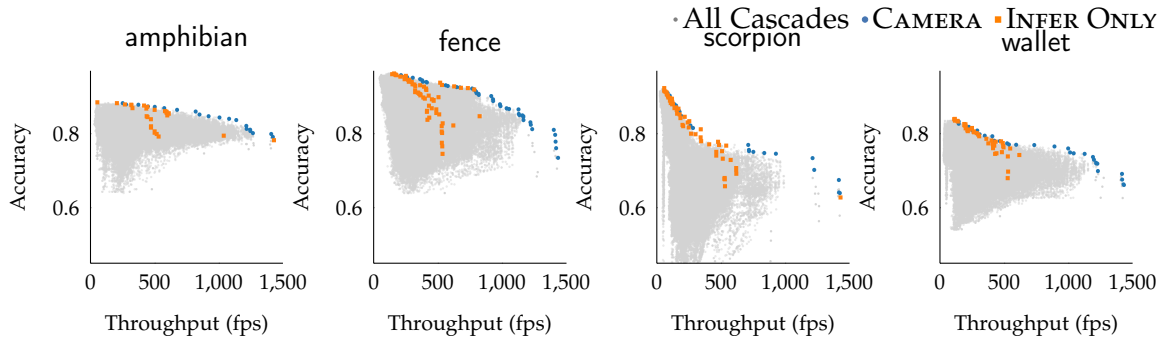 All Cascades CAMERA INFER ONLY
amphibian fence scorpion wallet
Accuracy Accuracy Accuracy Accuracy
0.8 0.8 0.8 0.8
0.6 0.6 0.6 0.6
0 500 1,000 1,500 0 500 1,000 1,500 0 500 1,000 1,500 0 500 1,000 1,500
Throughput (fps) Throughput (fps) Throughput (fps) Throughput (fps)